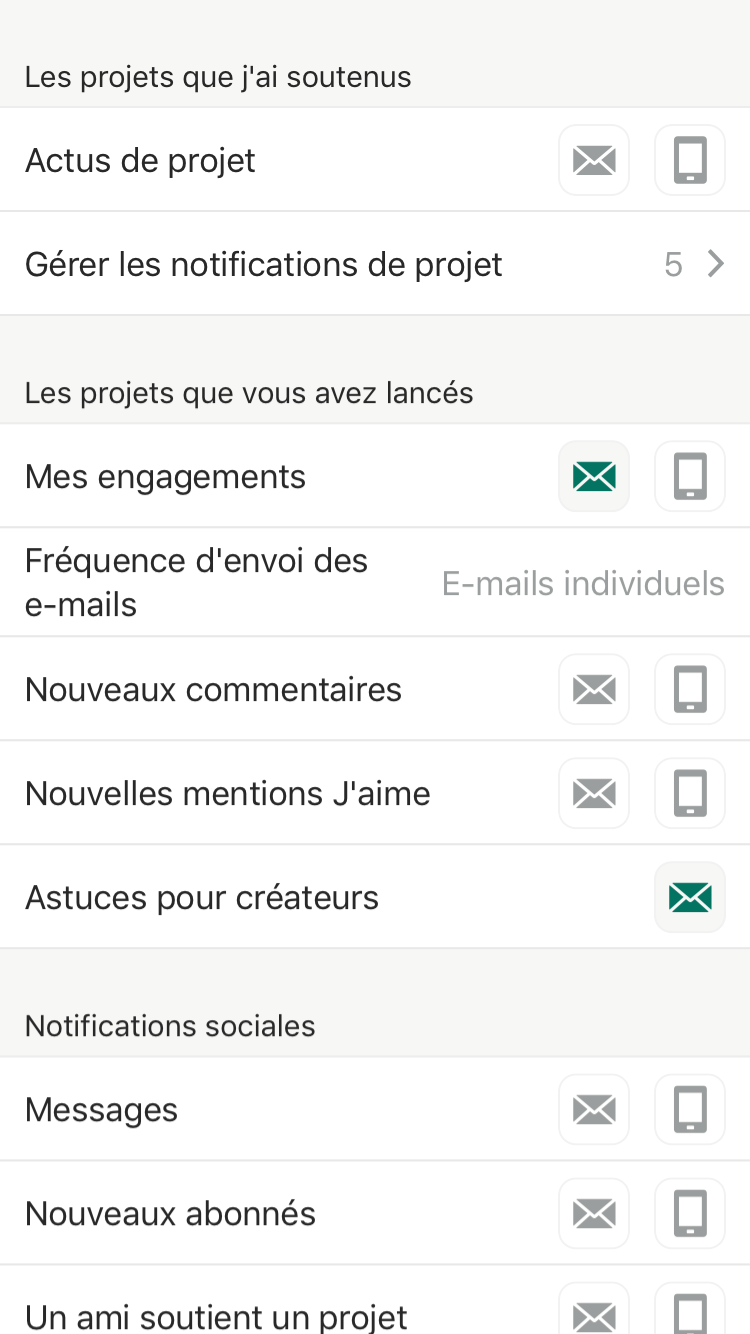 Les projets que j'ai soutenus
Actus de projet
Gérer les notifications de projet 5
Les projets que vous avez lancés
Mes engagements
Fréquence d'envoi des
e-mails
E-mails individuels
Nouveaux commentaires
Nouvelles mentions J'aime
Astuces pour créateurs
Notifications sociales
Messages
Nouveaux abonnés
Un ami soutient un projet